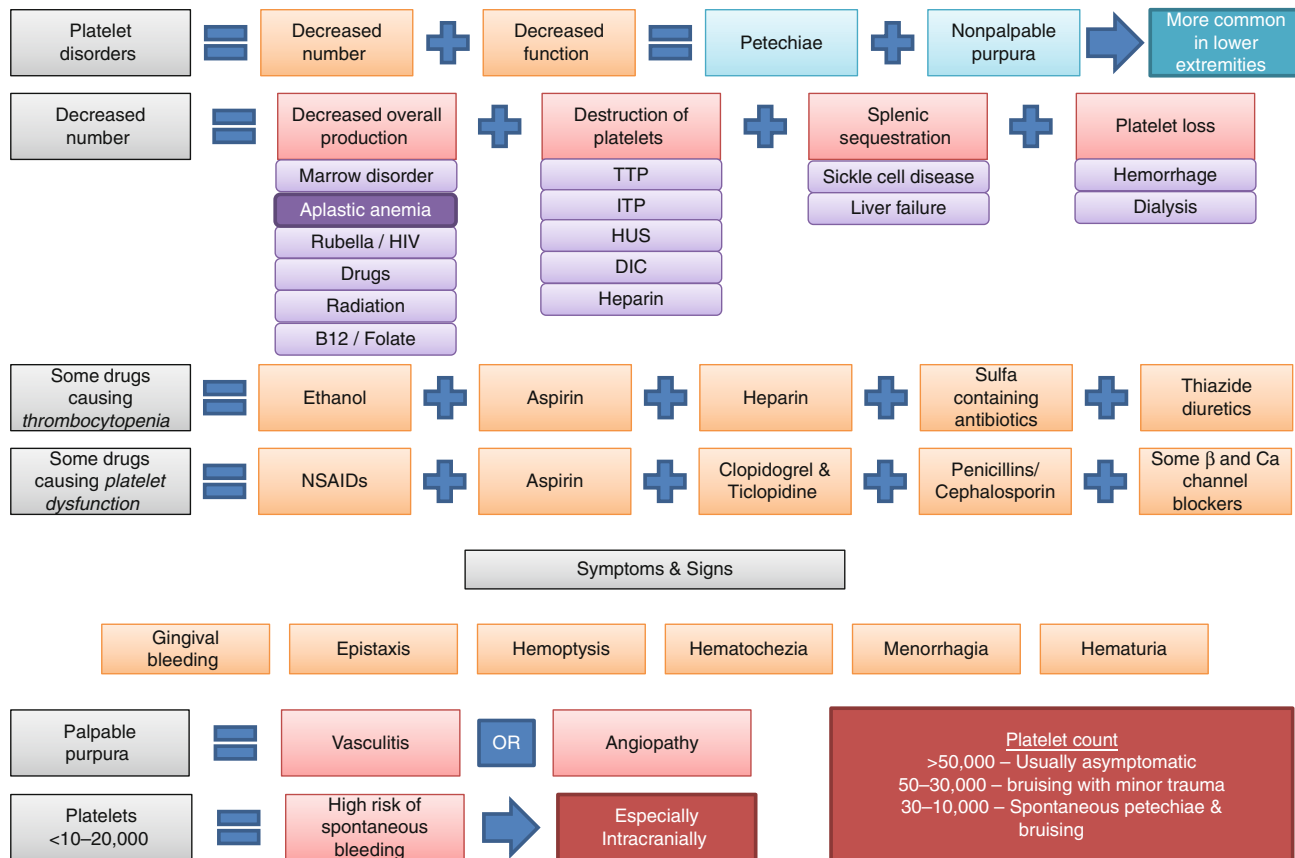 Platelet
disorders
Decreased
number
Decreased
function
Petechiae
Nonpalpable
purpura
More common
in lower
extremities
Decreased
number
Decreased overall
production
Marrow disorder
Aplastic anemia
Rubella / HIV
Drugs
Radiation
B12 / Folate
Destruction of
platelets
TTP
ITP
HUS
DIC
Heparin
Splenic
sequestration
Sickle cell disease
Liver failure
Platelet loss
Hemorrhage
Dialysis
Some drugs
causing
thrombocytopenia
Ethanol
Aspirin
Heparin
Sulfa
containing
antibiotics
Thiazide
diuretics
Some drugs
causing platelet
dysfunction
NSAIDs
Aspirin
Clopidogrel &
Ticlopidine
Penicillins/
Cephalosporin
Some β and Ca
channel
blockers
Symptoms & Signs
Gingival
bleeding
Epistaxis
Hemoptysis
Hematochezia
Menorrhagia
Hematuria
Palpable
purpura
Vasculitis
OR
Angiopathy
Platelets
<10–20,000
High risk of
spontaneous
bleeding
Especially
Intracranially
Platelet count
>50,000 – Usually asymptomatic
50–30,000 – bruising with minor trauma
30–10,000 – Spontaneous petechiae &
bruising